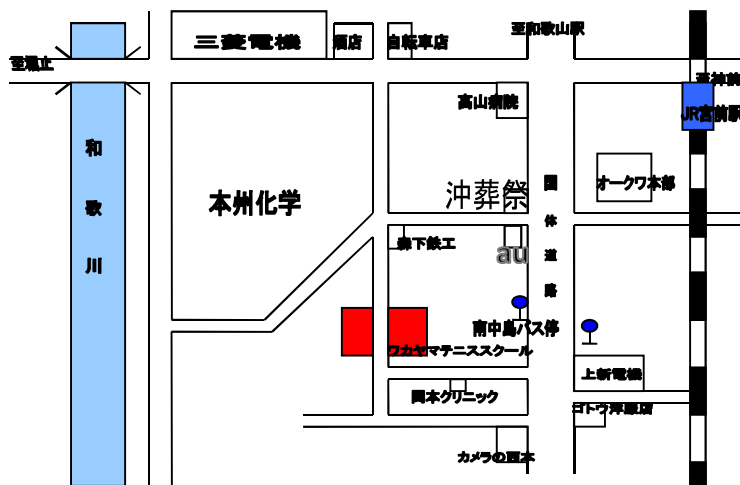 至和歌山駅
三菱電機
酒店
自転車店
至堀止
至神前
高山病院
JR宮前駅
和歌川
オークワ本部
沖葬祭
本州化学
国体道路
森下鉄工
au
南中島バス停
ワカヤマテニススクール
上新電機
岡本クリニック
ゴトウ洋服店
カメラの西本